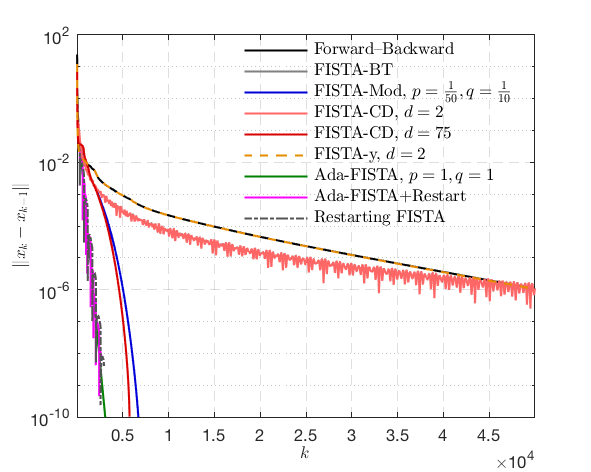 10^2
Forward–Backward
FISTA-BT
FISTA-Mod, p = 1/50, q = 1/10
FISTA-CD, d = 2
FISTA-CD, d = 75
FISTA-y, d = 2
Ada-FISTA, p = 1, q = 1
Ada-FISTA+Restart
Restarting FISTA
10^-2
‖x_k − x_{k−1}‖
10^-6
10^-10
0.5 1 1.5 2 2.5 3 3.5 4 4.5
k
×10^4